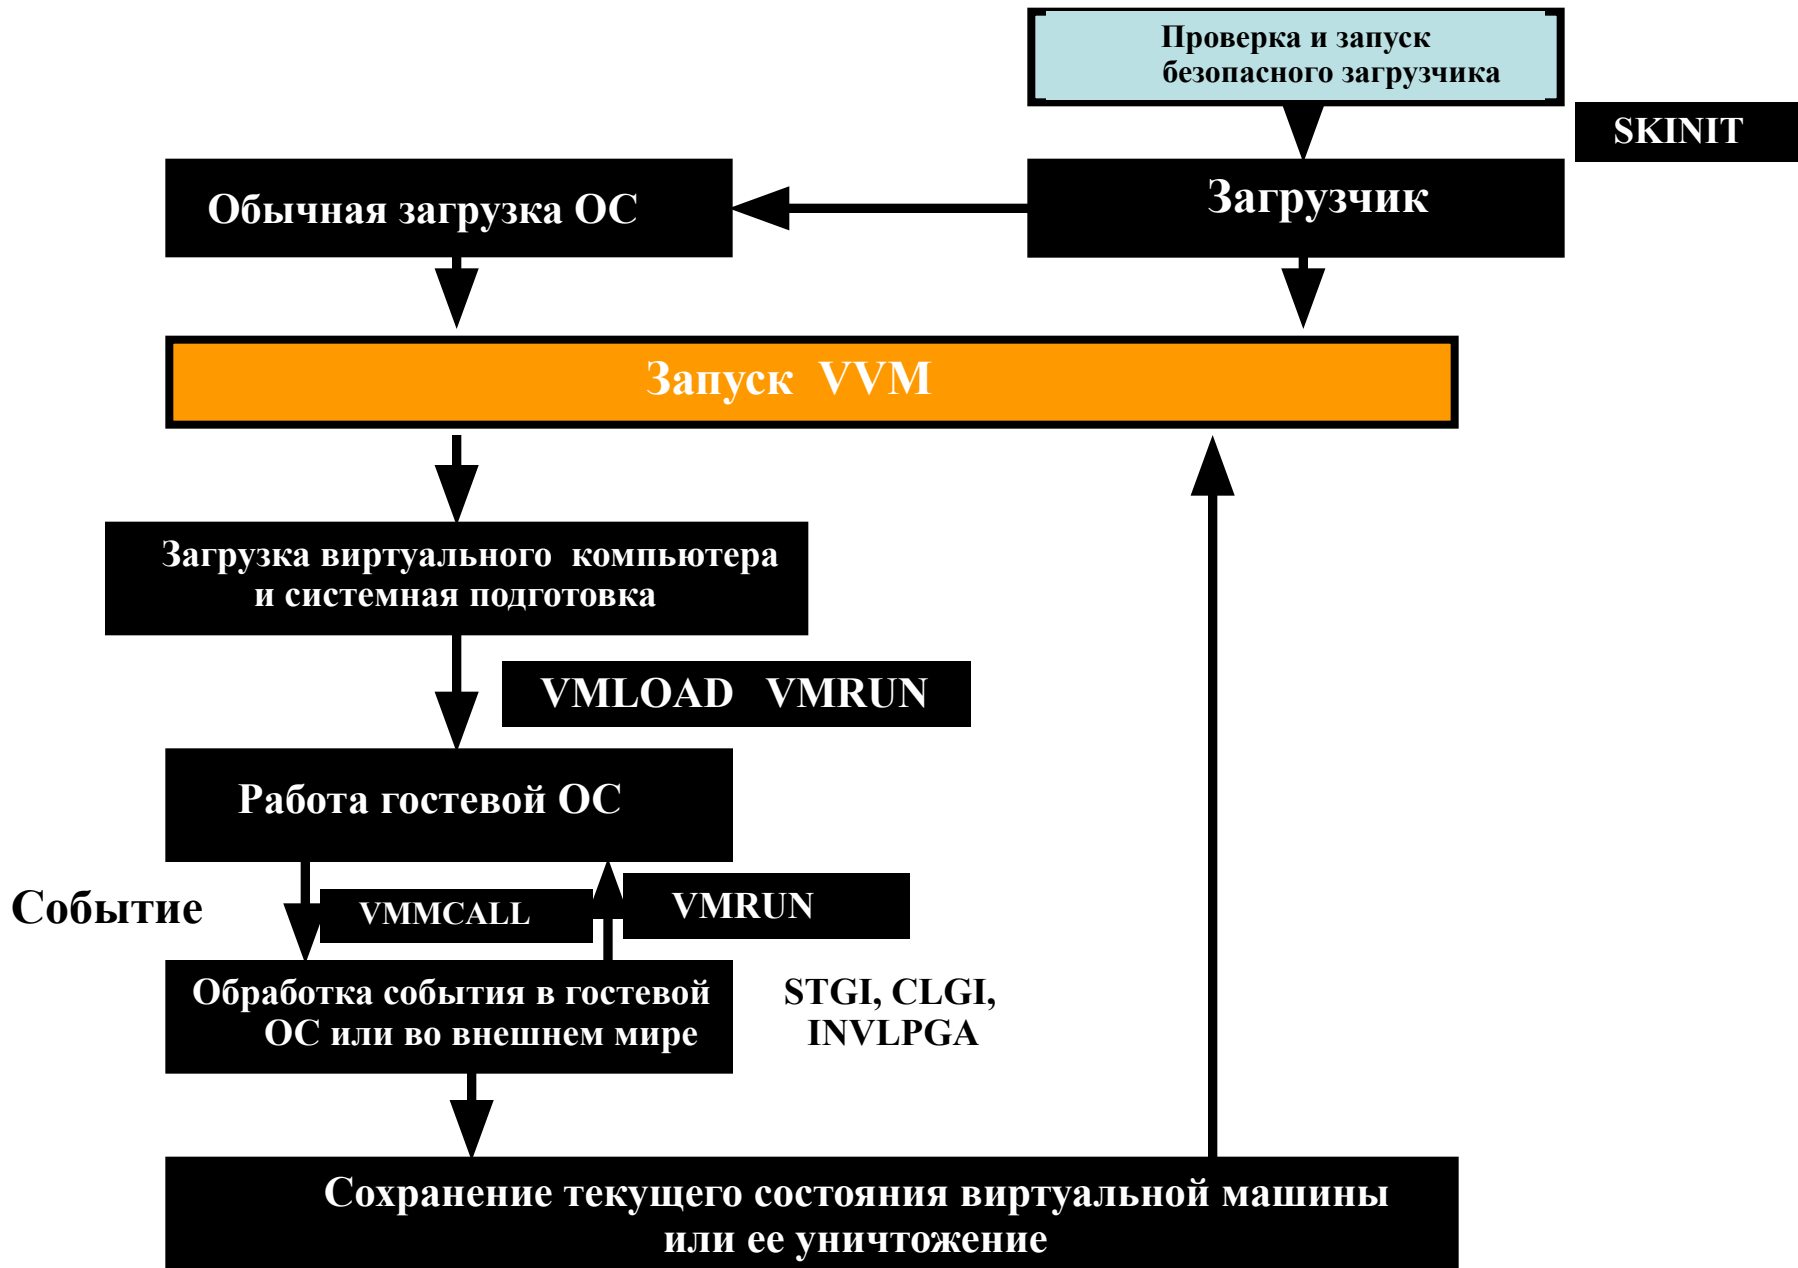 Проверка и запуск
безопасного загрузчика
SKINIT
Загрузчик
Обычная загрузка ОС
Запуск VVM
Загрузка виртуального компьютера
и системная подготовка
VMLOAD VMRUN
Работа гостевой ОС
Событие
VMMCALL
VMRUN
Обработка события в гостевой
ОС или во внешнем мире
STGI, CLGI,
INVLPGA
Сохранение текущего состояния виртуальной машины
или ее уничтожение